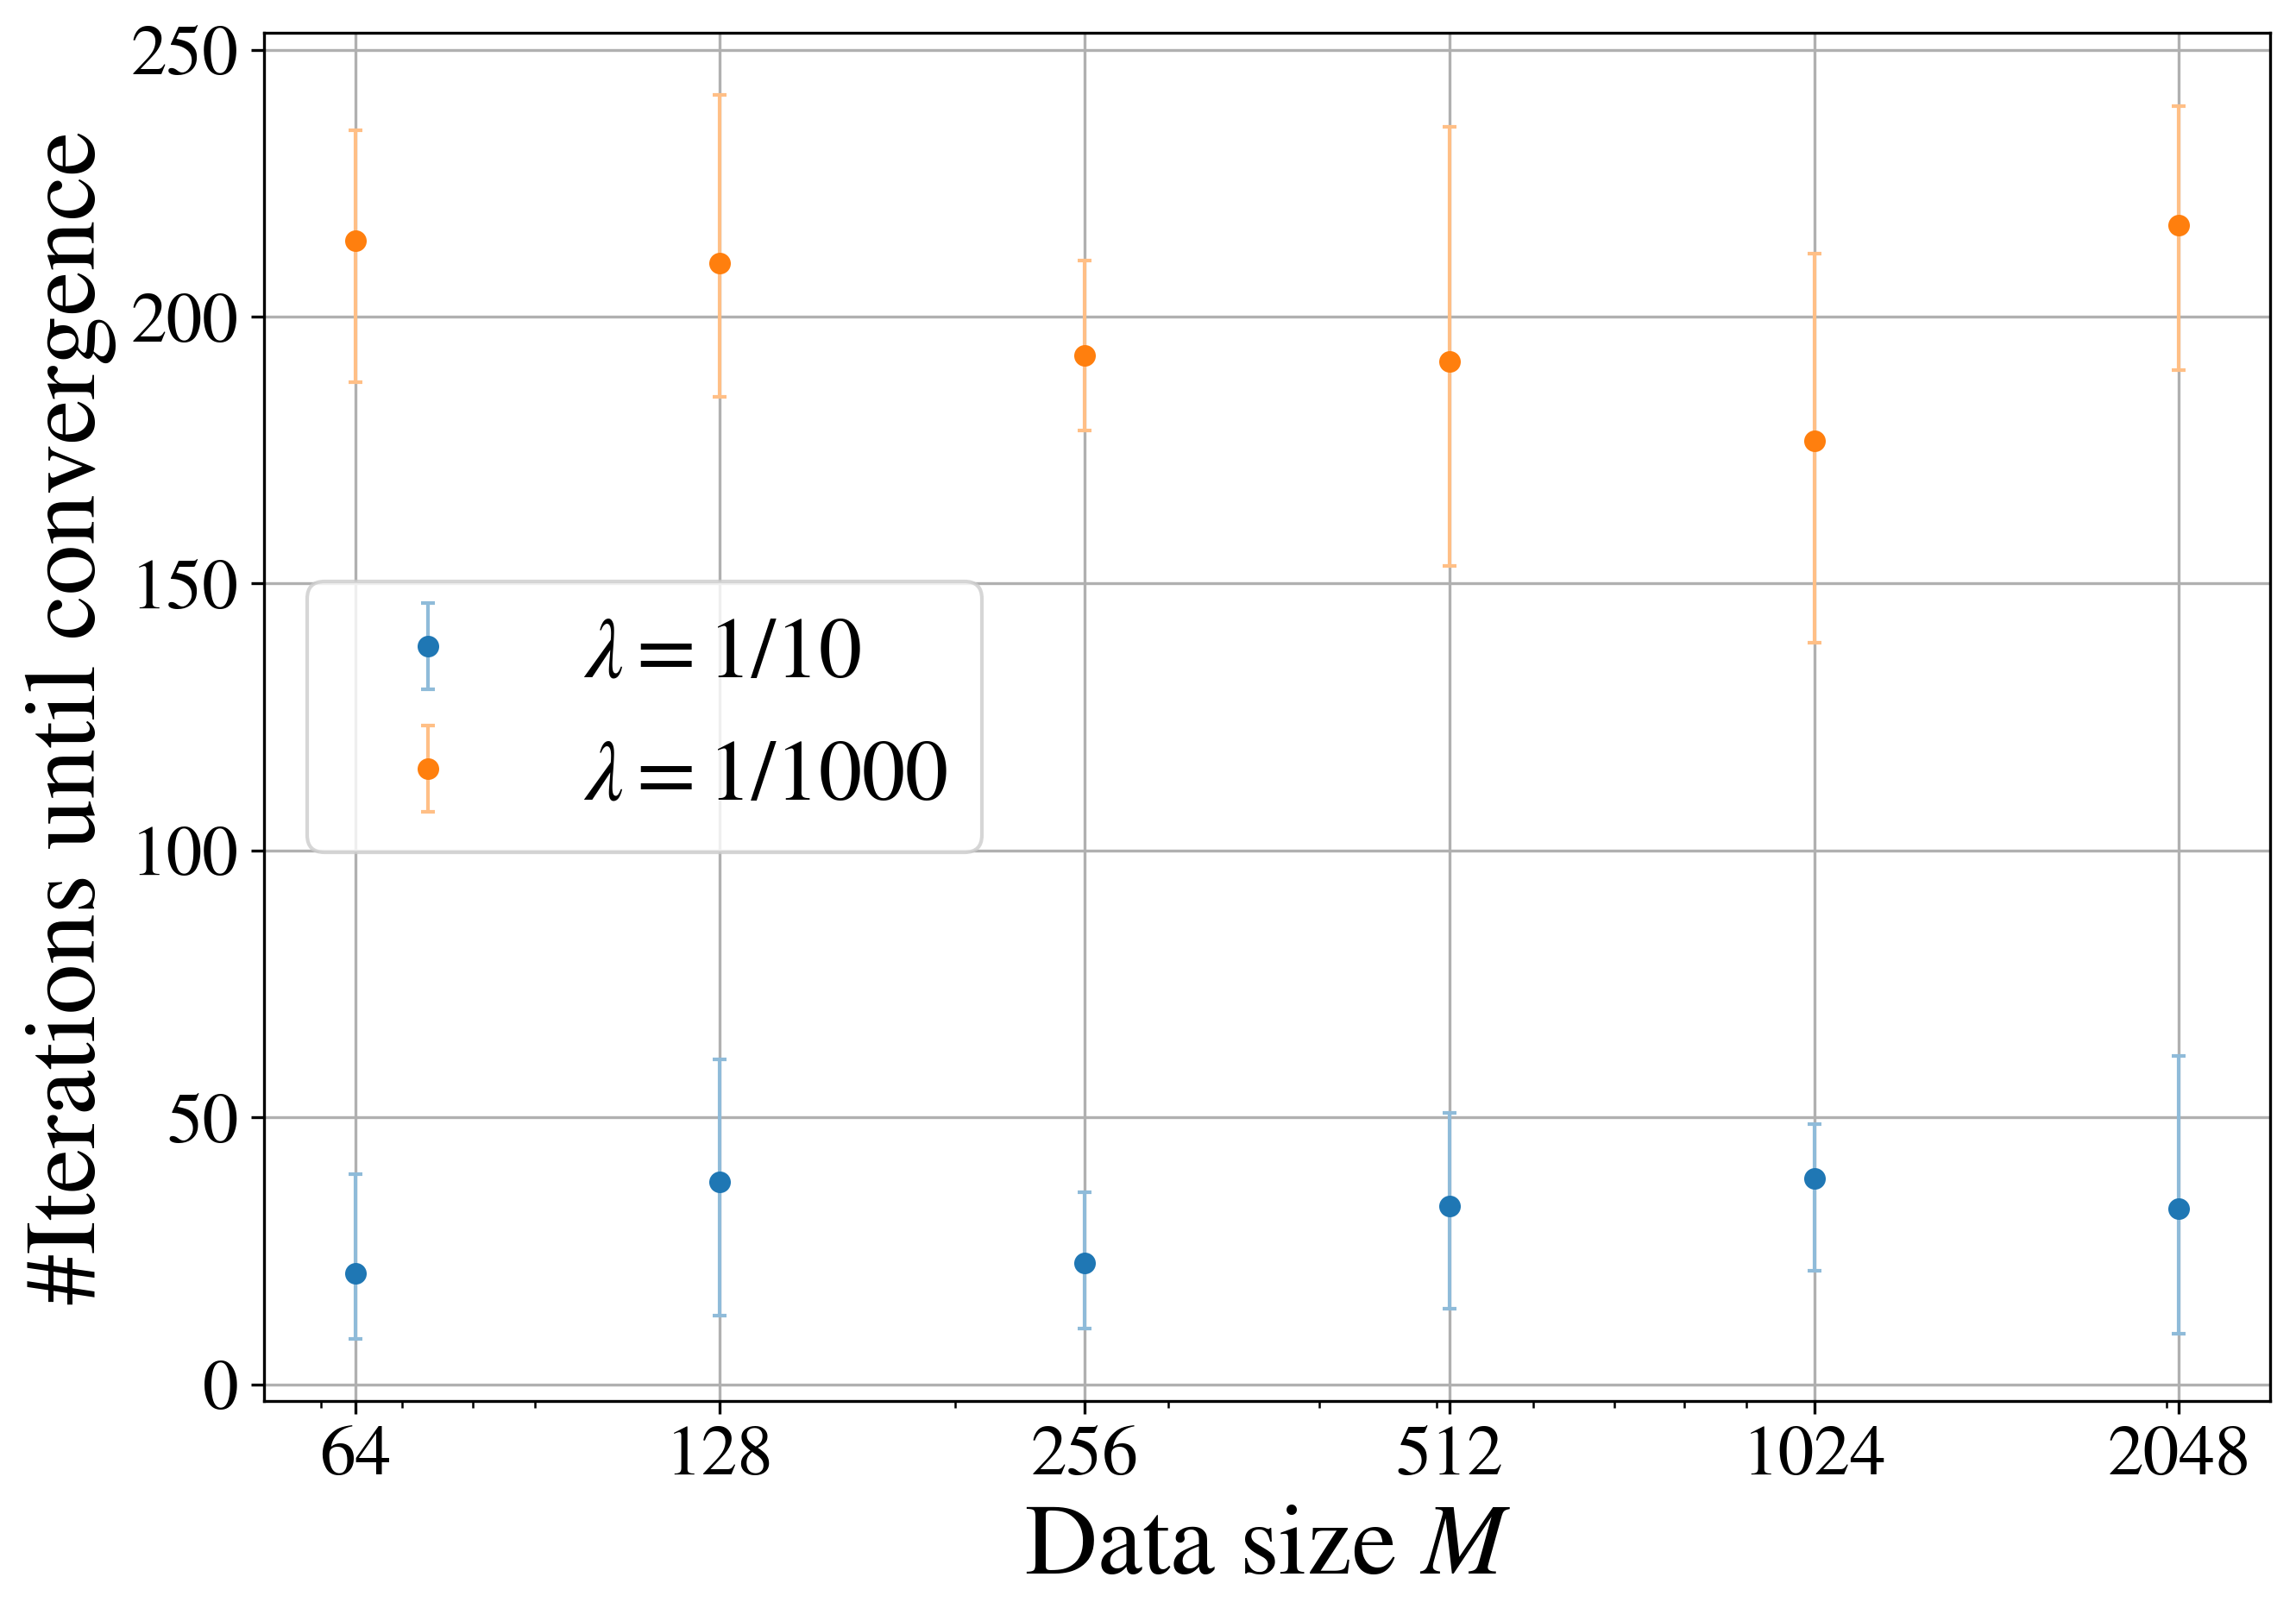 #Iterations until convergence
250
200
150
100
50
0
λ = 1/10
λ = 1/1000
64 128 256 512 1024 2048
Data size M